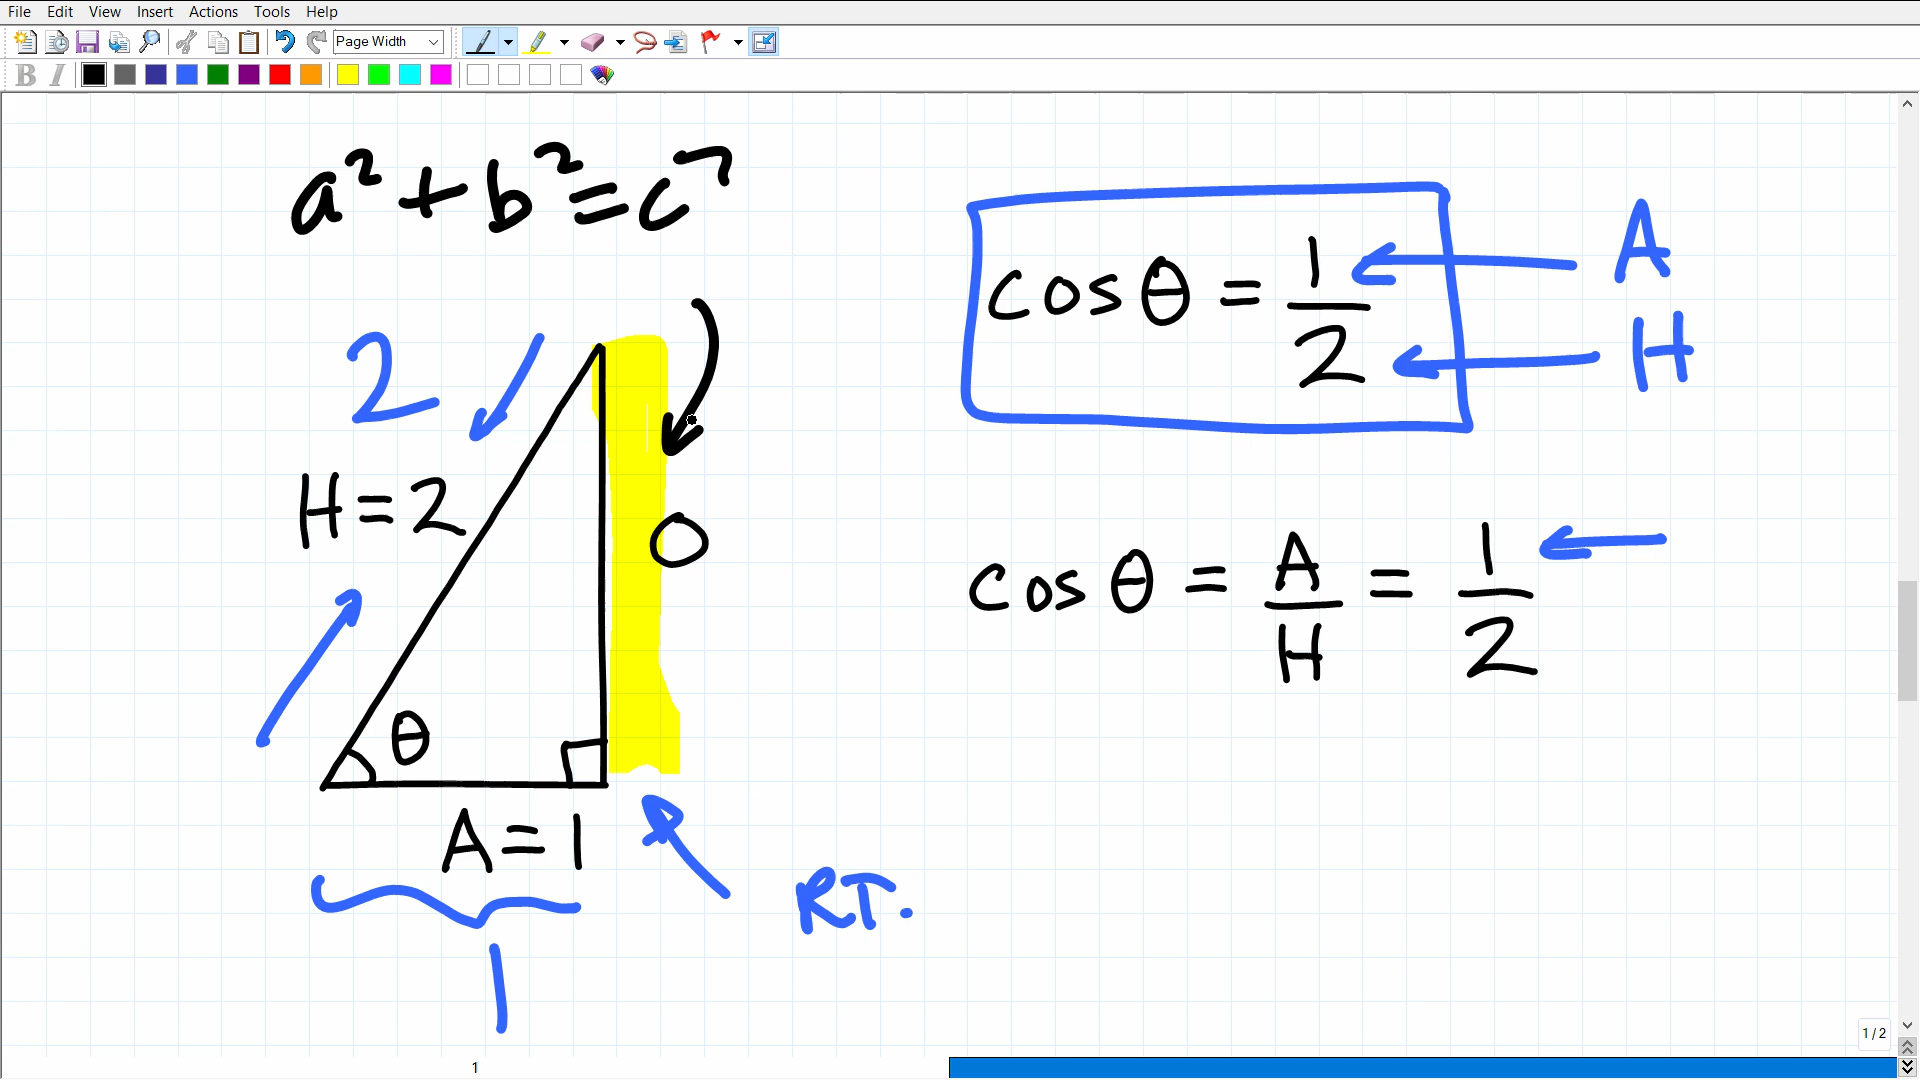 File Edit View Insert Actions Tools Help
Page Width
B I
a² + b² = c²
cos θ = 1/2
A
H
2
H = 2
O
cos θ = A/H = 1/2
θ
A = 1
RT.
1
1 / 2
1